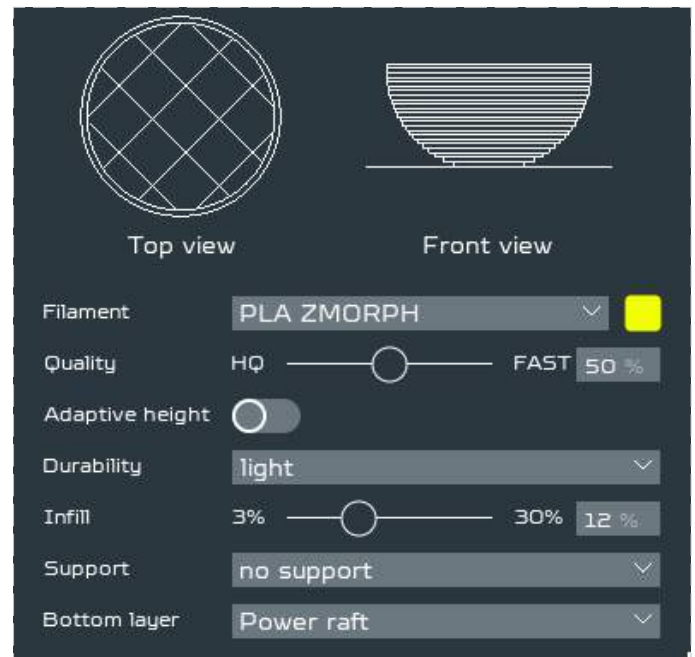 Top view Front view
Filament PLA ZMORPH
Quality HQ FAST 50 %
Adaptive height
Durability light
Infill 3% 30% 12 %
Support no support
Bottom layer Power raft